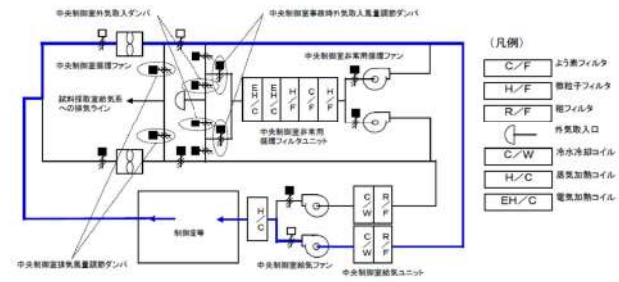 中央制御室外気取入ダンパ
中央制御室事故時外気取入風量調節ダンパ
中央制御室循環ファン
中央制御室非常用循環ファン
試料採取室給気系
への排気ライン
EH/C
EH/C
H/F
C/F
H/F
中央制御室非常用
循環フィルタユニット
制御室等
H/C
C/W
R/F
C/W
R/F
中央制御室排気風量調節ダンパ
中央制御室給気ファン
中央制御室給気ユニット
(凡例)
C/F よう素フィルタ
H/F 微粒子フィルタ
R/F 粗フィルタ
外気取入口
C/W 冷水冷却コイル
H/C 蒸気加熱コイル
EH/C 電気加熱コイル